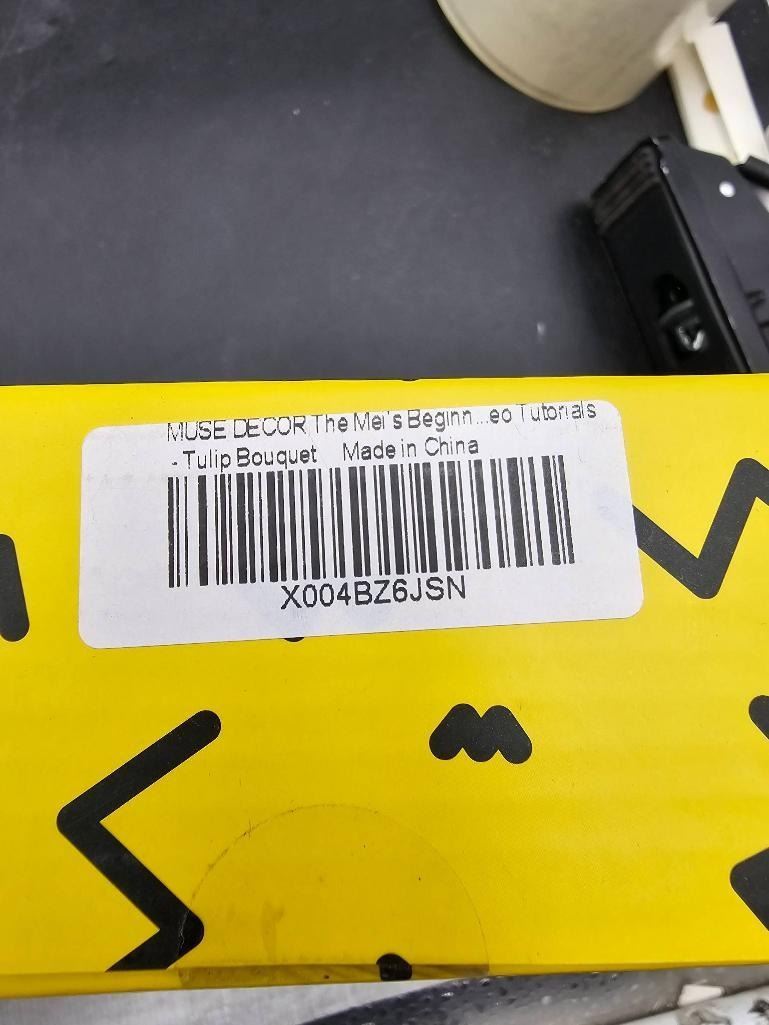 MUSE DECOR The Mei's Beginn...eo Tutorials
- Tulip Bouquet Made in China
X004BZ6JSN